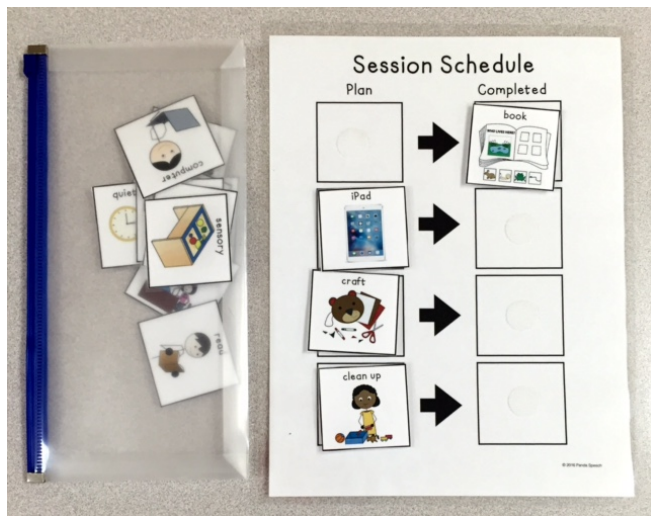 Session Schedule
Plan
Completed
book
iPad
craft
clean up
computer
quiet
sensory
read